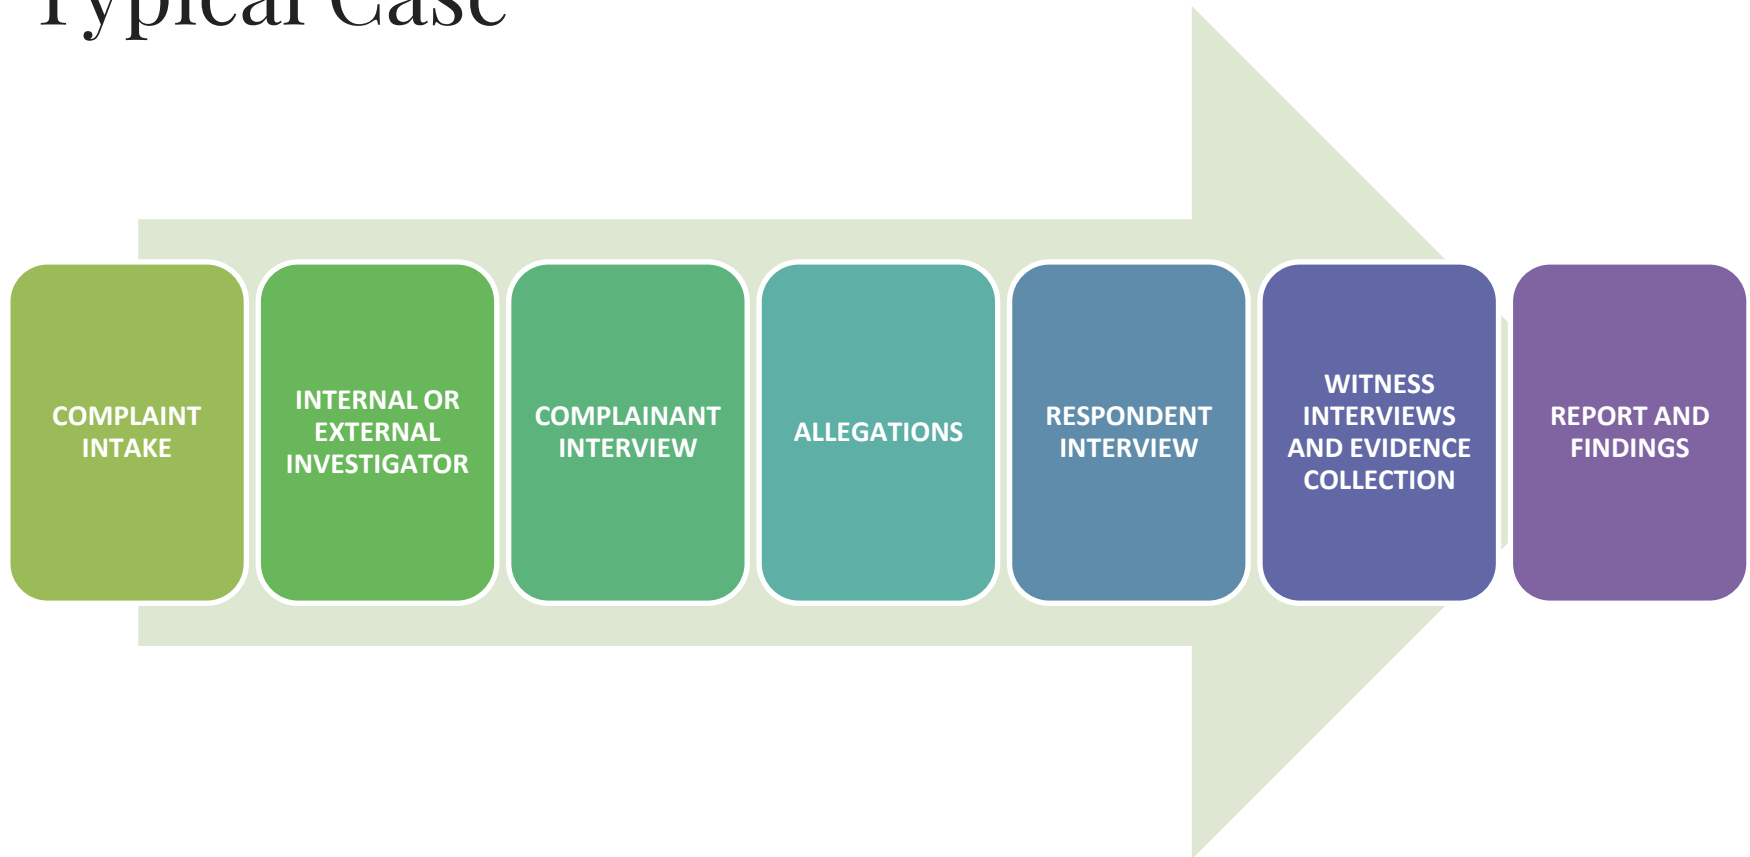 Typical Case
COMPLAINT
INTAKE
INTERNAL OR
EXTERNAL
INVESTIGATOR
COMPLAINANT
INTERVIEW
ALLEGATIONS
RESPONDENT
INTERVIEW
WITNESS
INTERVIEWS
AND EVIDENCE
COLLECTION
REPORT AND
FINDINGS